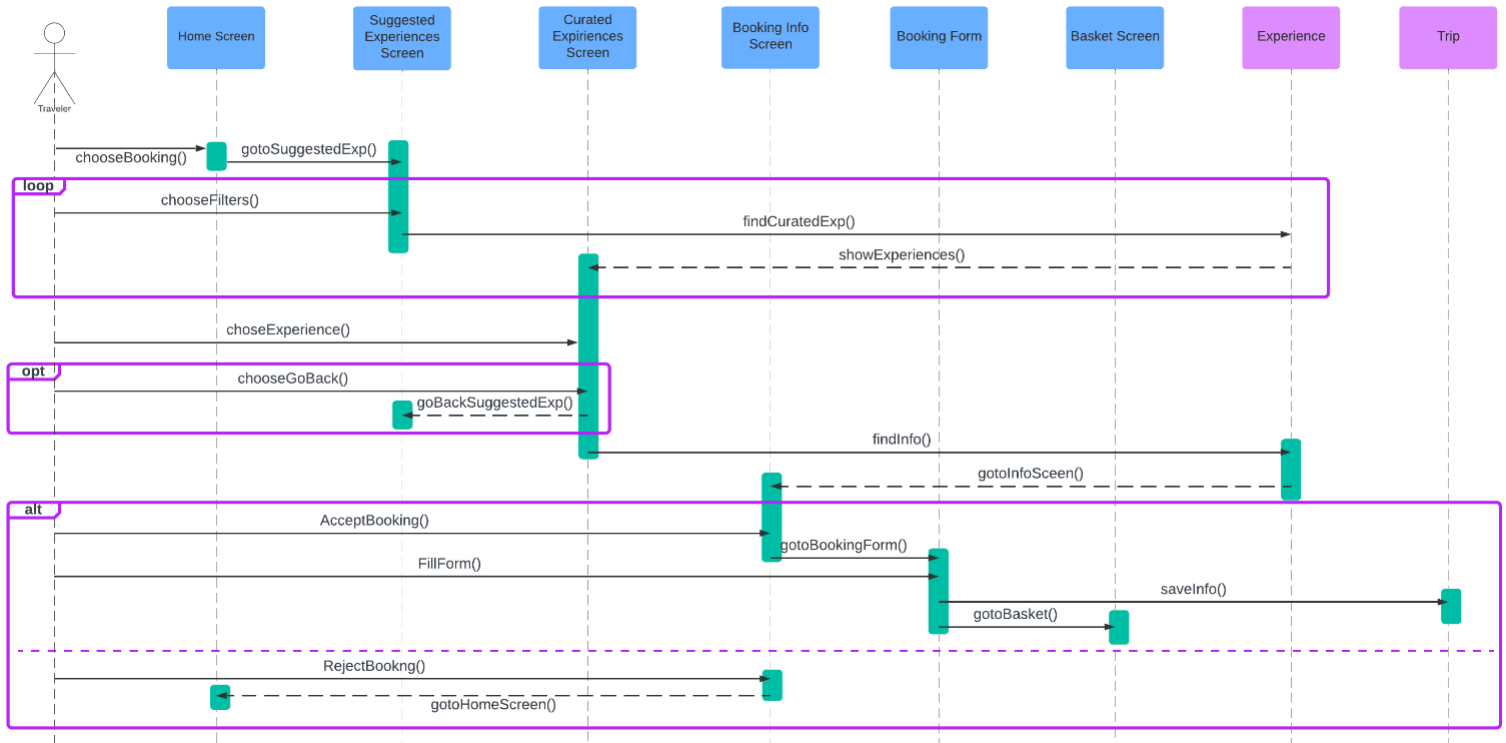 Suggested
Experiences
Screen
Curated
Expiriences
Screen
Home Screen
Booking Info
Screen
Booking Form
Basket Screen
Experience
Trip
Traveler
chooseBooking()
gotoSuggestedExp()
loop
chooseFilters()
findCuratedExp()
showExperiences()
choseExperience()
opt
chooseGoBack()
goBackSuggestedExp()
findInfo()
gotoInfoSceen()
alt
AcceptBooking()
gotoBookingForm()
FillForm()
saveInfo()
gotoBasket()
RejectBookng()
gotoHomeScreen()